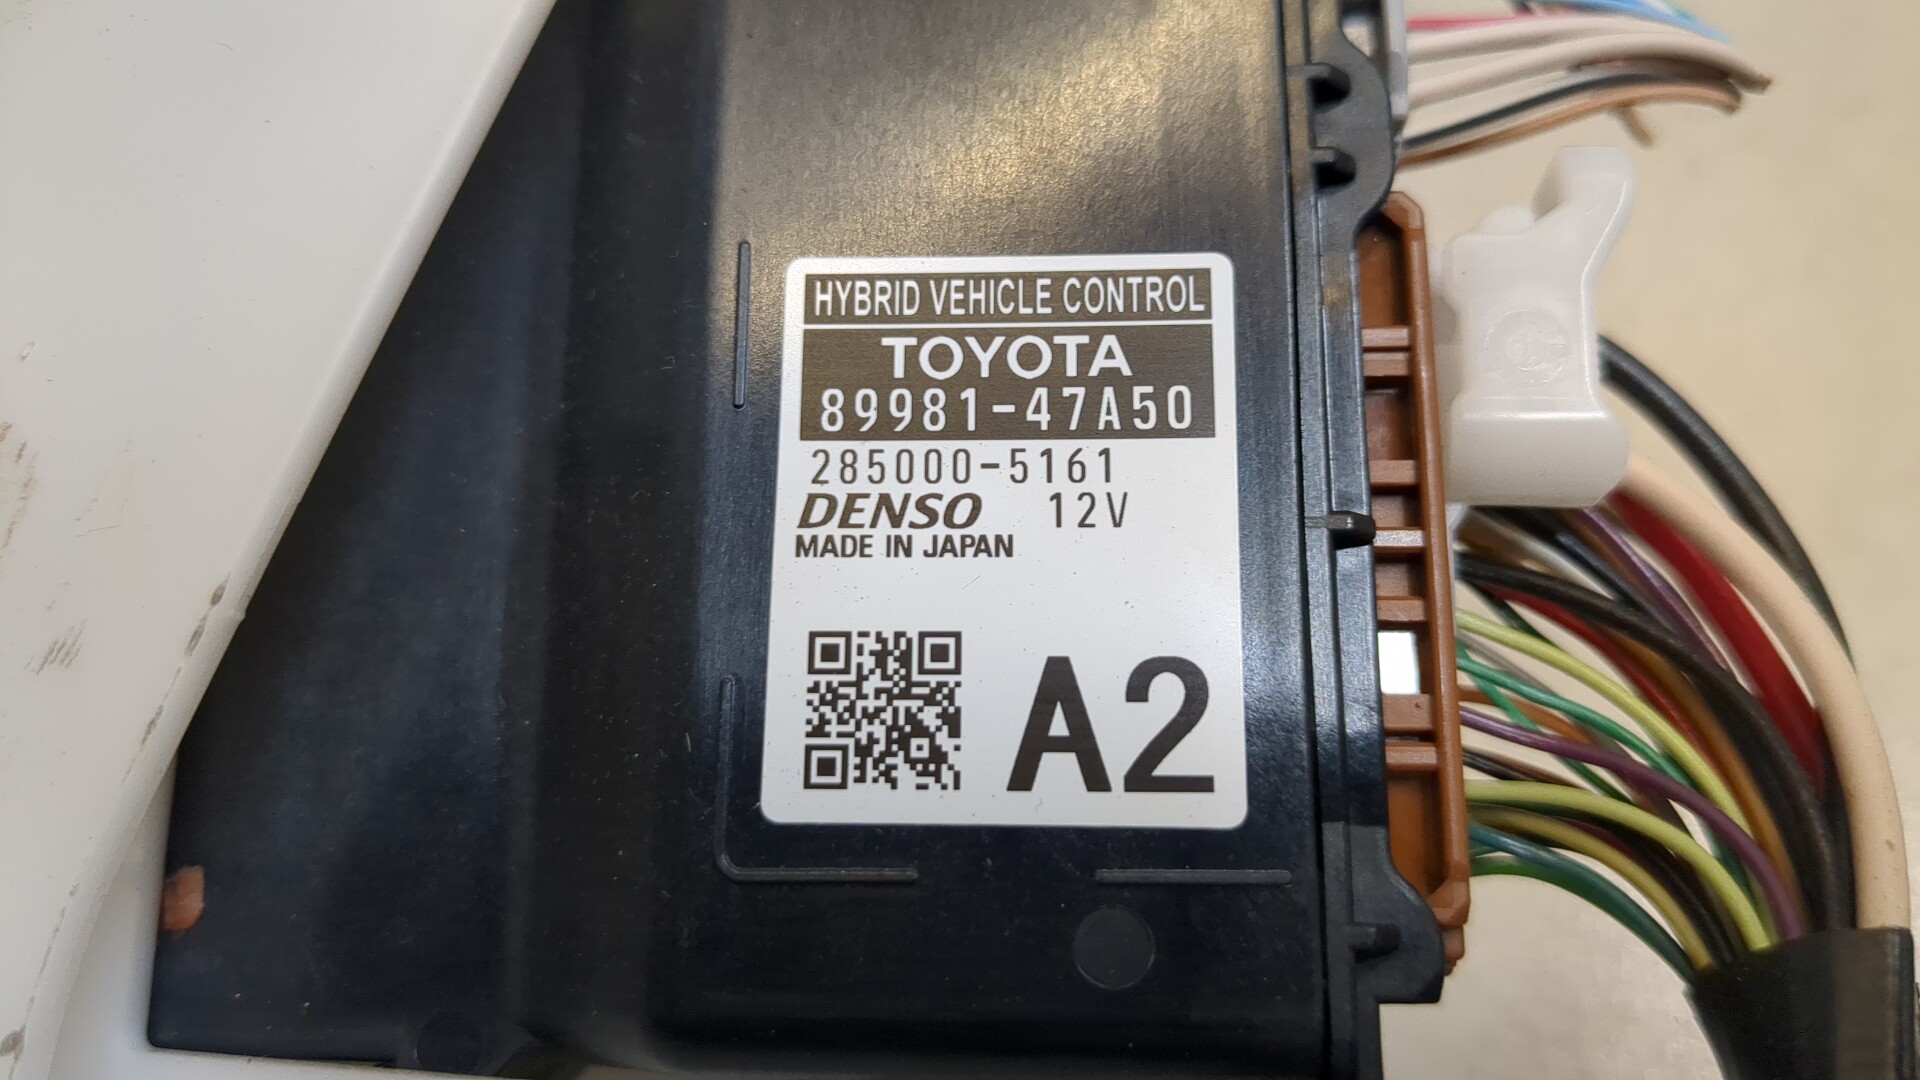 HYBRID VEHICLE CONTROL
TOYOTA
89981-47A50
285000-5161
DENSO 12V
MADE IN JAPAN
A2